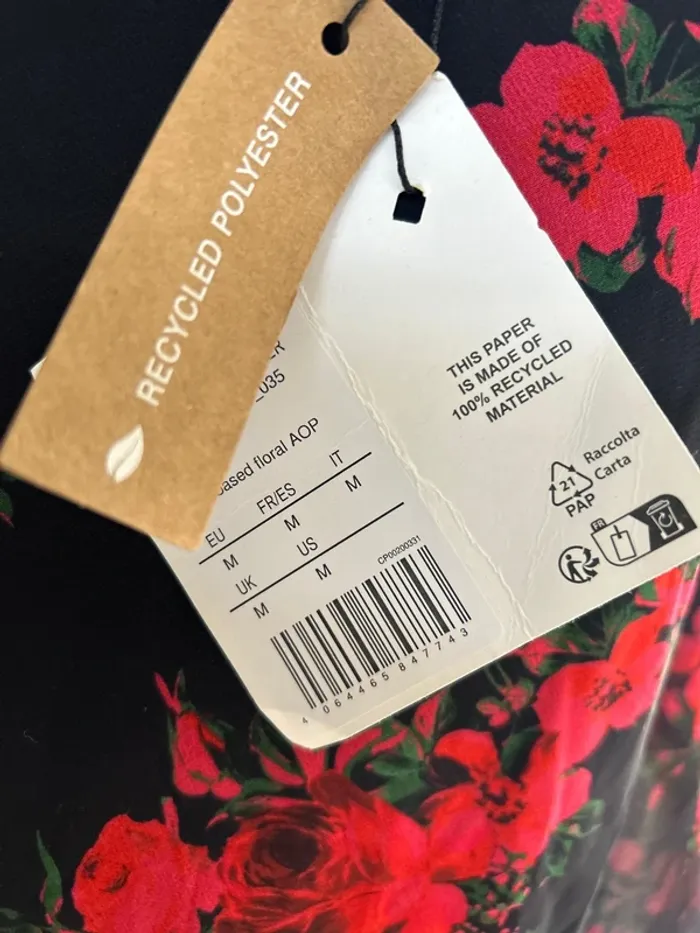 RECYCLED POLYESTER
_035
based floral AOP
EU FR/ES IT
M M M
UK US
M M
CP00200331
4 064465 847743
THIS PAPER
IS MADE OF
100% RECYCLED
MATERIAL
21
PAP
Raccolta
Carta
FR